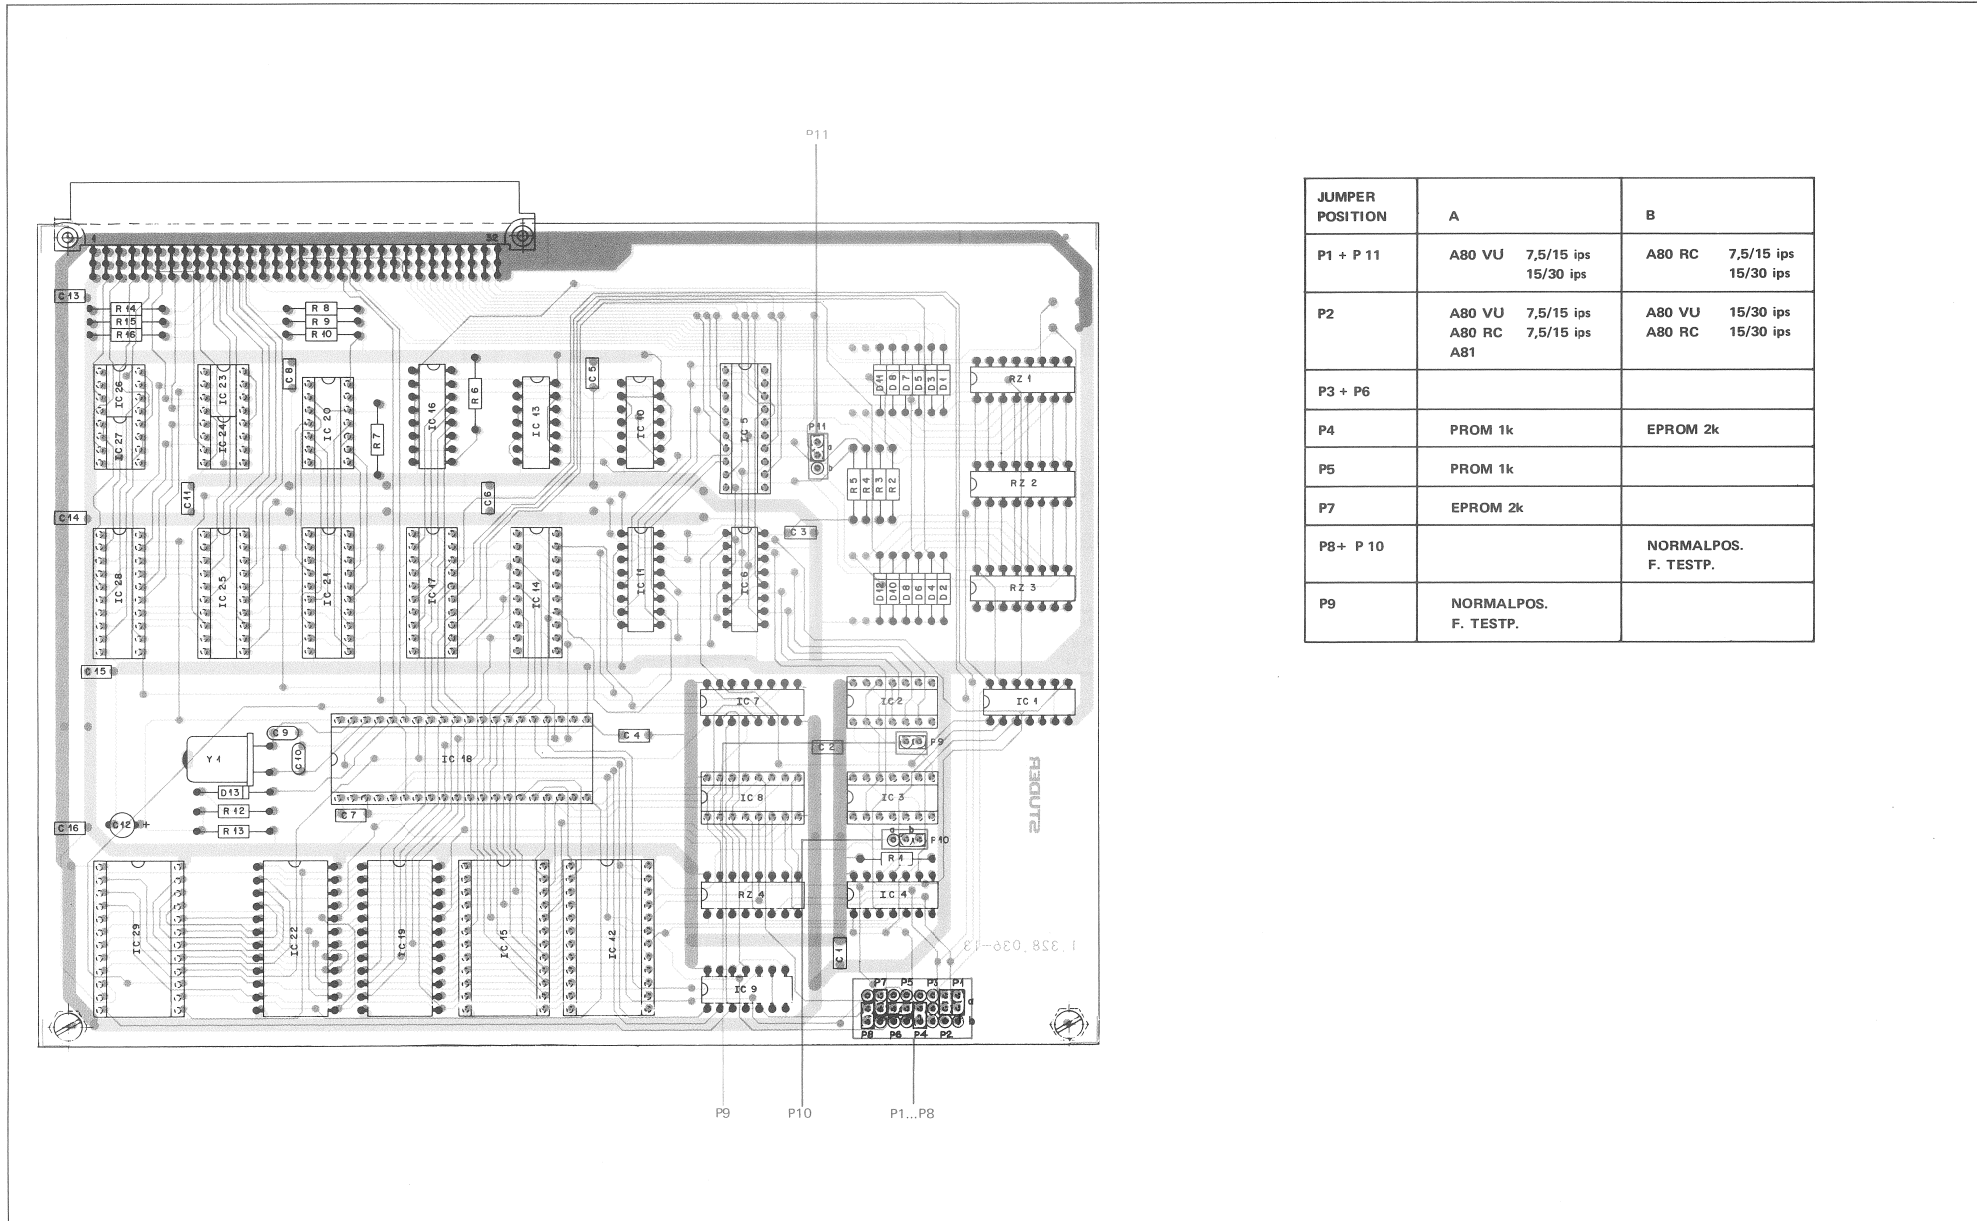 P11
JUMPER POSITION A B
P1 + P 11 A80 VU 7,5/15 ips A80 RC 7,5/15 ips
15/30 ips 15/30 ips
P2 A80 VU 7,5/15 ips A80 VU 15/30 ips
A80 RC 7,5/15 ips A80 RC 15/30 ips
A81
P3 + P6
P4 PROM 1k EPROM 2k
P5 PROM 1k
P7 EPROM 2k
P8+ P 10 NORMALPOS.
F. TESTP.
P9 NORMALPOS.
F. TESTP.
1 32
C 13
R 14 R 8
R 15 R 9
R 16 R 10
IC 26 IC 23 C 8 IC 20 IC 16 R 6 IC 13 C 5 IC 10 IC 5
D11 D 8 D 7 D 5 D 3 D 1
RZ 1
IC 27 IC 24 R 7
P11
a
b
R 5 R 4 R 3 R 2
RZ 2
C 11 C 6
C 14
C 3
IC 28 IC 25 IC 21 IC 17 IC 14 IC 11 IC 6
D12 D10 D 8 D 6 D 4 D 2
RZ 3
C 15
IC 7 IC 2 IC 1
C 9 C 4
C 2 P9
Y 1 C 10 IC 18
STUDER
D13
IC 8 IC 3
R 12
C 7
C 16 C12 +
R 13
a b P 10
R 1
RZ 4 IC 4
IC 29 IC 22 IC 19 IC 15 IC 12
C 1
1.328.036-13
IC 9
P7 P5 P3 P1
a
b
P8 P6 P4 P2
P9 P10 P1...P8